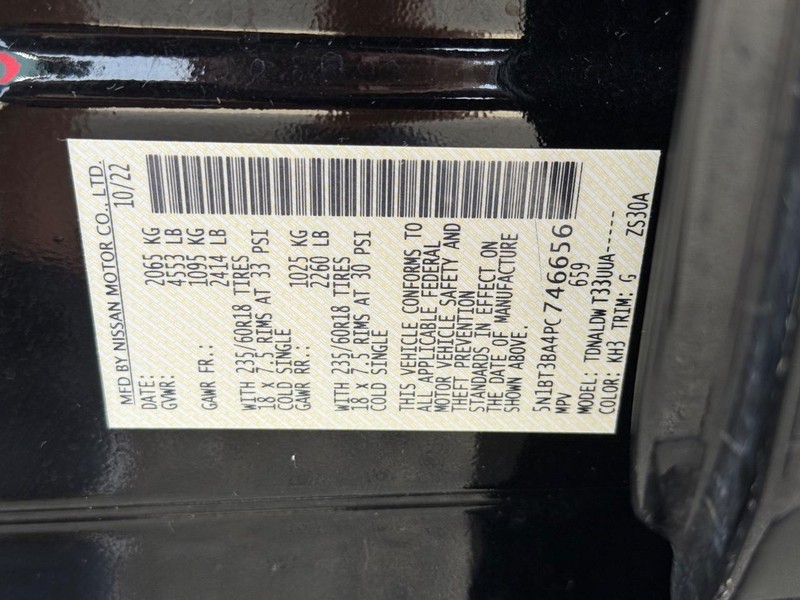 MFD BY NISSAN MOTOR CO., LTD.
DATE: 10/22
GVWR: 2065 KG
4553 LB
GAWR FR.: 1095 KG
2414 LB
WITH 235/60R18 TIRES
18 x 7.5 RIMS AT 33 PSI
COLD SINGLE
GAWR RR.: 1025 KG
2260 LB
WITH 235/60R18 TIRES
18 x 7.5 RIMS AT 30 PSI
COLD SINGLE
THIS VEHICLE CONFORMS TO
ALL APPLICABLE FEDERAL
MOTOR VEHICLE SAFETY AND
THEFT PREVENTION
STANDARDS IN EFFECT ON
THE DATE OF MANUFACTURE
SHOWN ABOVE.
5N1BT3BA4PC746656
MPV 659
MODEL: TDNALDW T33UUA------
COLOR: KH3 TRIM. G ZS30A